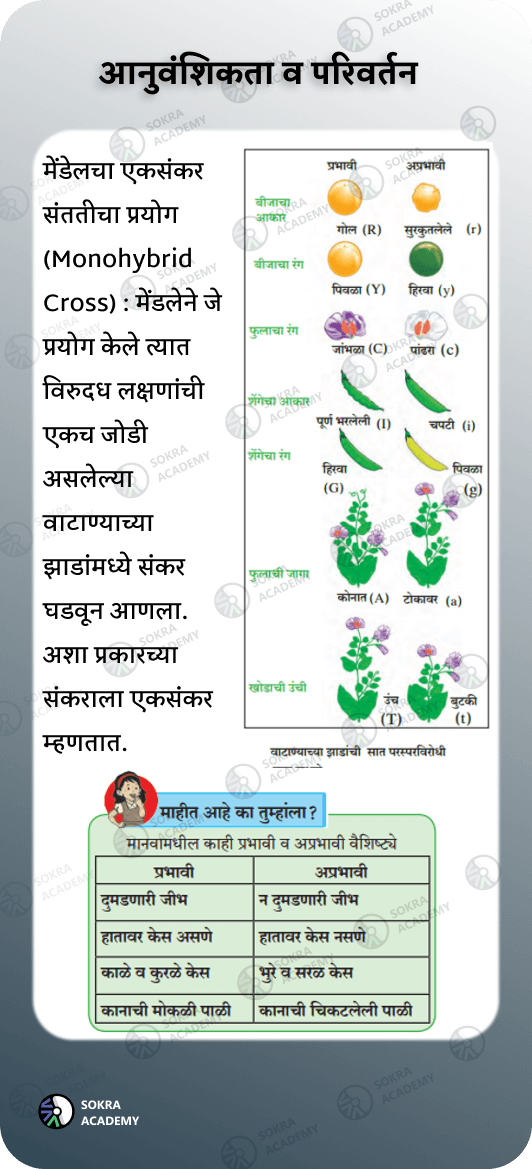 आनुवंशिकता व परिवर्तन
मेंडेलचा एकसंकर
संततीचा प्रयोग
(Monohybrid
Cross) : मेंडलेने जे
प्रयोग केले त्यात
विरुदध लक्षणांची
एकच जोडी
असलेल्या
वाटाण्याच्या
झाडांमध्ये संकर
घडवून आणला.
अशा प्रकारच्या
संकराला एकसंकर
म्हणतात.
प्रभावी अप्रभावी
बीजाचा
आकार
गोल (R) सुरकुतलेले (r)
बीजाचा रंग
पिवळा (Y) हिरवा (y)
फुलाचा रंग
जांभळा (C) पांढरा (c)
शेंगेचा आकार
पूर्ण भरलेली (I) चपटी (i)
शेंगेचा रंग
हिरवा पिवळा
(G) (g)
फुलाची जागा
कोनात (A) टोकावर (a)
खोडाची उंची
उंच बुटकी
(T) (t)
वाटाण्याच्या झाडांची सात परस्परविरोधी
माहीत आहे का तुम्हांला?
मानवामधील काही प्रभावी व अप्रभावी वैशिष्ट्ये
प्रभावी अप्रभावी
दुमडणारी जीभ न दुमडणारी जीभ
हातावर केस असणे हातावर केस नसणे
काळे व कुरळे केस भुरे व सरळ केस
कानाची मोकळी पाळी कानाची चिकटलेली पाळी
SOKRA
ACADEMY